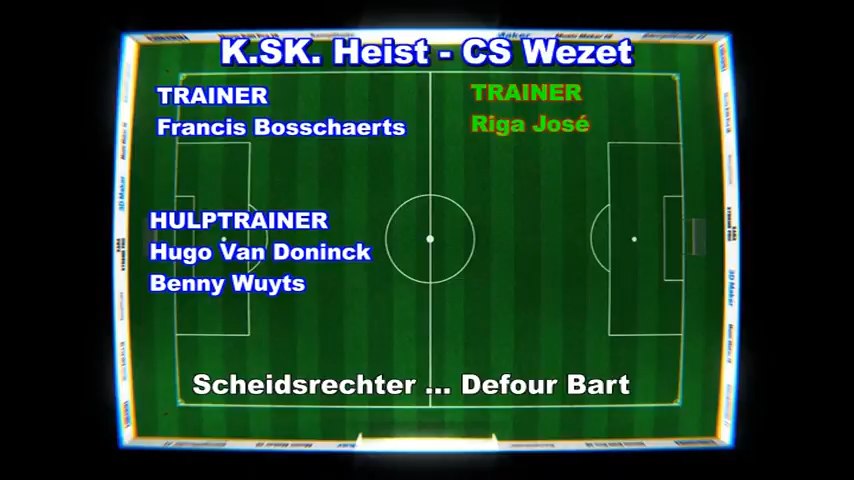 K.SK. Heist - CS Wezet
TRAINER
Francis Bosschaerts
TRAINER
Riga José
HULPTRAINER
Hugo Van Doninck
Benny Wuyts
Scheidsrechter ... Defour Bart